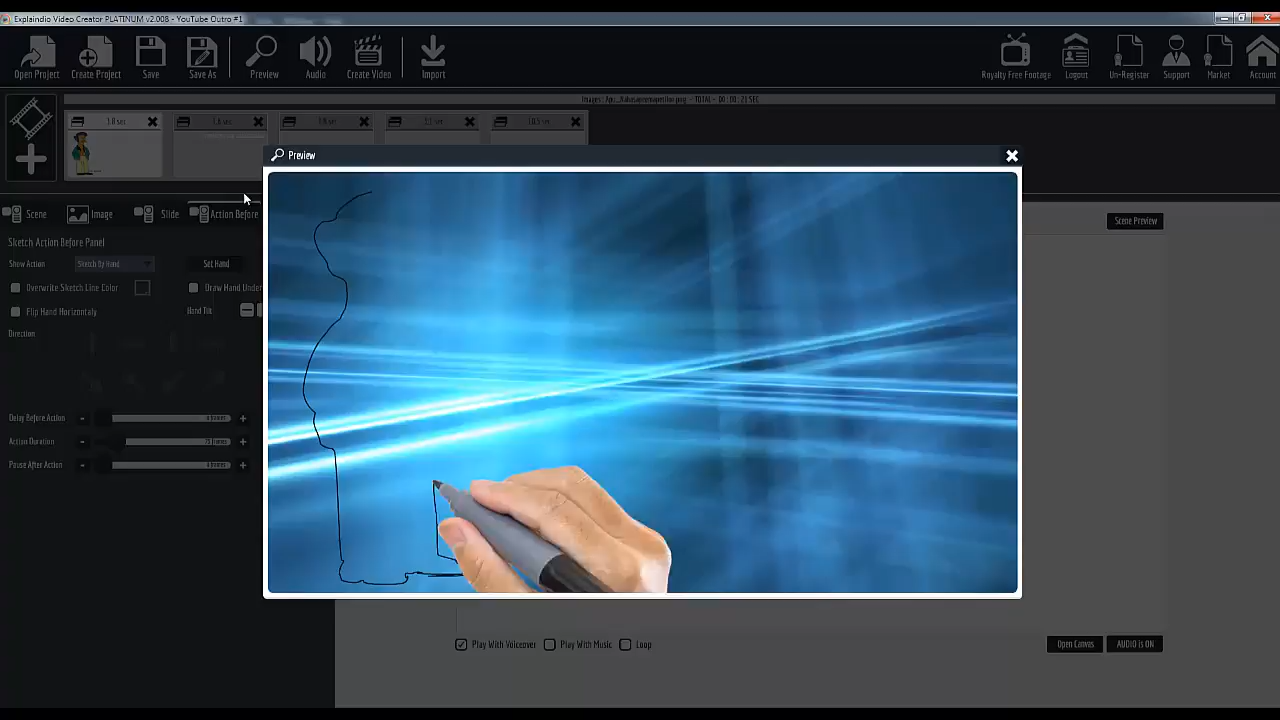 Explaindio Video Creator PLATINUM v2.008 - YouTube Outro #1
Open Project Create Project Save Save As Preview Audio Create Video Import Royalty Free Footage Logout Un-Register Support Market Account
TOTAL
Preview
Scene Image Slide Action Before
Scene Preview
Sketch Action Before Panel
Show Action Sketch By Hand Set Hand
Overwrite Sketch Line Color Draw Hand Under
Flip Hand Horizontaly Hand Tilt
Direction
Delay Before Action
Action Duration
Pause After Action
Play With Voiceover Play With Music Loop Open Canvas AUDIO is ON